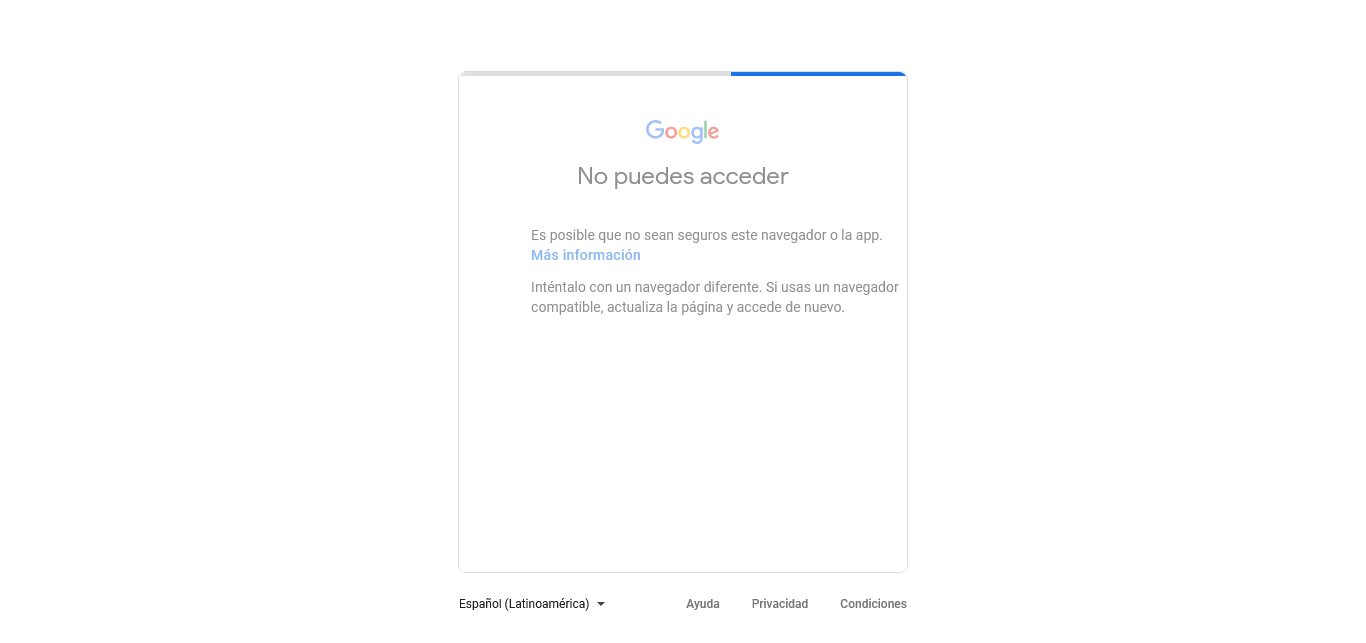 Google
No puedes acceder
Es posible que no sean seguros este navegador o la app.
Más información
Inténtalo con un navegador diferente. Si usas un navegador
compatible, actualiza la página y accede de nuevo.
Español (Latinoamérica) Ayuda Privacidad Condiciones